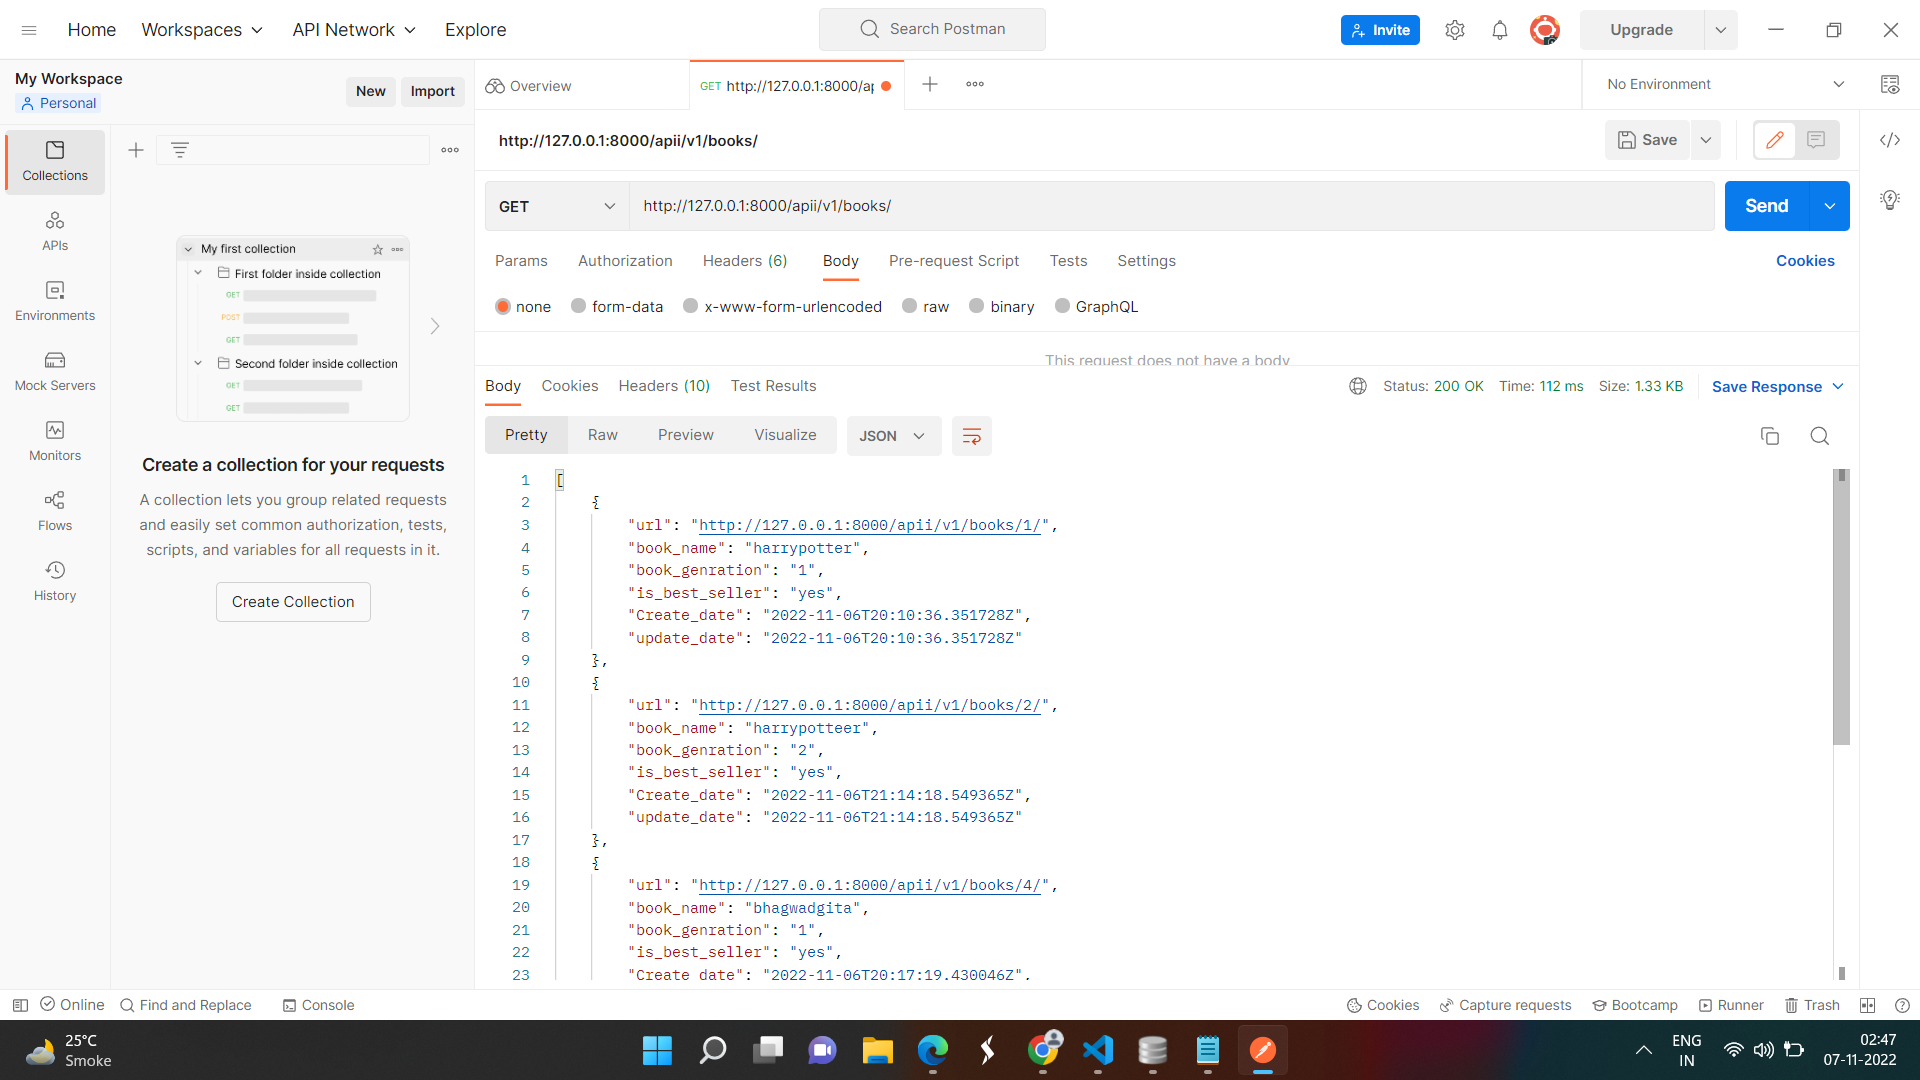 Home Workspaces API Network Explore Search Postman Invite Upgrade
My Workspace New Import
Personal
Overview GET http://127.0.0.1:8000/ap No Environment
http://127.0.0.1:8000/apii/v1/books/ Save
GET http://127.0.0.1:8000/apii/v1/books/ Send
Params Authorization Headers (6) Body Pre-request Script Tests Settings Cookies
none form-data x-www-form-urlencoded raw binary GraphQL
This request does not have a body
Collections
APIs
Environments
Mock Servers
Monitors
Flows
History
My first collection
First folder inside collection
GET
POST
GET
Second folder inside collection
GET
GET
Create a collection for your requests
A collection lets you group related requests
and easily set common authorization, tests,
scripts, and variables for all requests in it.
Create Collection
Body Cookies Headers (10) Test Results Status: 200 OK Time: 112 ms Size: 1.33 KB Save Response
Pretty Raw Preview Visualize JSON
1 [
2 {
3 "url": "http://127.0.0.1:8000/apii/v1/books/1/",
4 "book_name": "harrypotter",
5 "book_genration": "1",
6 "is_best_seller": "yes",
7 "Create_date": "2022-11-06T20:10:36.351728Z",
8 "update_date": "2022-11-06T20:10:36.351728Z"
9 },
10 {
11 "url": "http://127.0.0.1:8000/apii/v1/books/2/",
12 "book_name": "harrypotteer",
13 "book_genration": "2",
14 "is_best_seller": "yes",
15 "Create_date": "2022-11-06T21:14:18.549365Z",
16 "update_date": "2022-11-06T21:14:18.549365Z"
17 },
18 {
19 "url": "http://127.0.0.1:8000/apii/v1/books/4/",
20 "book_name": "bhagwadgita",
21 "book_genration": "1",
22 "is_best_seller": "yes",
23 "Create_date": "2022-11-06T20:17:19.430046Z",
Online Find and Replace Console Cookies Capture requests Bootcamp Runner Trash
25°C
Smoke
ENG
IN
02:47
07-11-2022